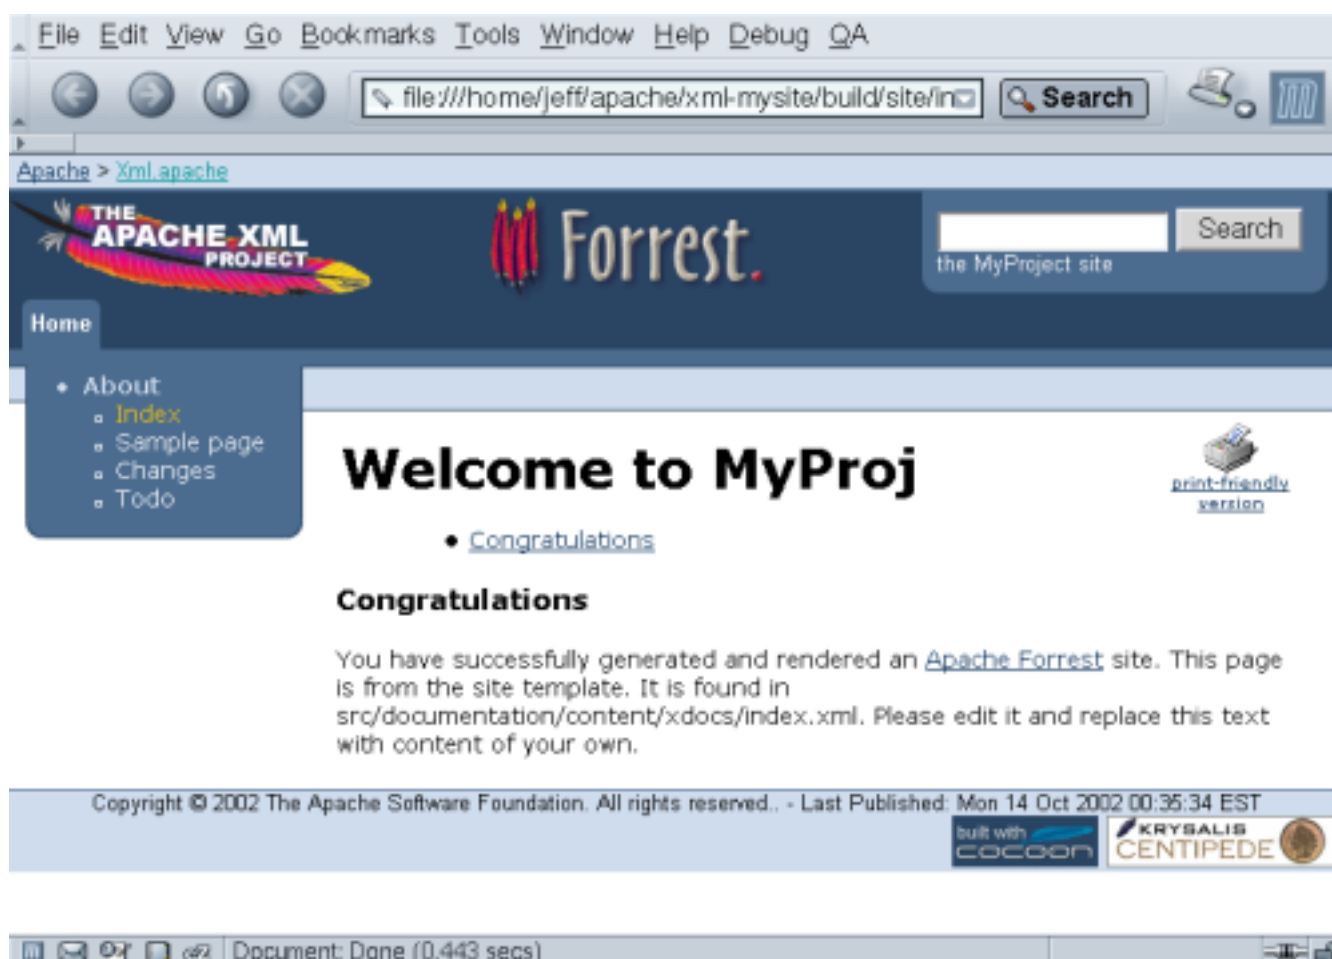 File Edit View Go Bookmarks Tools Window Help Debug QA
file:///home/jeff/apache/xml-mysite/build/site/in
Search
Apache > Xml.apache
THE
APACHE XML
PROJECT
Forrest.
Search
the MyProject site
Home
About
Index
Sample page
Changes
Todo
Welcome to MyProj
print-friendly
version
Congratulations
Congratulations
You have successfully generated and rendered an Apache Forrest site. This page
is from the site template. It is found in
src/documentation/content/xdocs/index.xml. Please edit it and replace this text
with content of your own.
Copyright © 2002 The Apache Software Foundation. All rights reserved.. - Last Published: Mon 14 Oct 2002 00:35:34 EST
built with
cocoon
KRYSALIS
CENTIPEDE
Document: Done (0.443 secs)